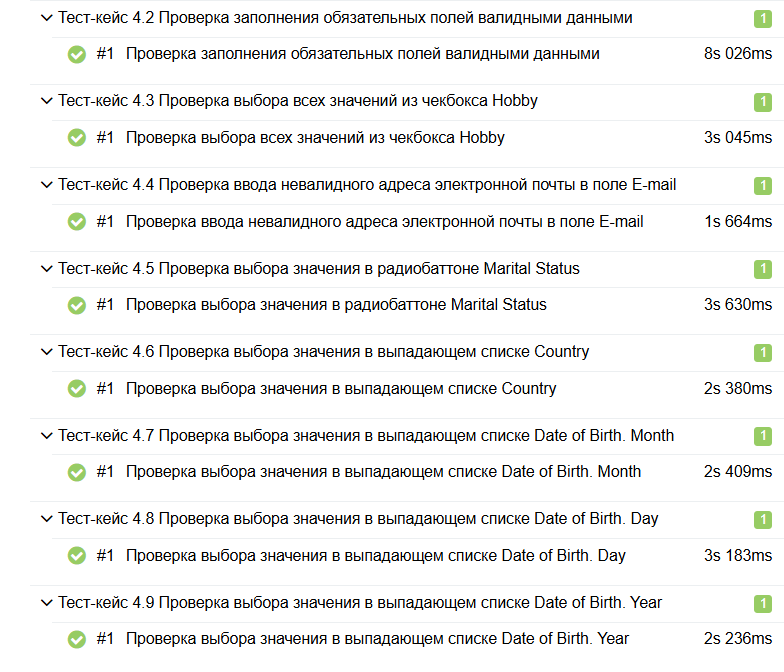 Тест-кейс 4.2 Проверка заполнения обязательных полей валидными данными 1
#1 Проверка заполнения обязательных полей валидными данными 8s 026ms
Тест-кейс 4.3 Проверка выбора всех значений из чекбокса Hobby 1
#1 Проверка выбора всех значений из чекбокса Hobby 3s 045ms
Тест-кейс 4.4 Проверка ввода невалидного адреса электронной почты в поле E-mail 1
#1 Проверка ввода невалидного адреса электронной почты в поле E-mail 1s 664ms
Тест-кейс 4.5 Проверка выбора значения в радиобаттоне Marital Status 1
#1 Проверка выбора значения в радиобаттоне Marital Status 3s 630ms
Тест-кейс 4.6 Проверка выбора значения в выпадающем списке Country 1
#1 Проверка выбора значения в выпадающем списке Country 2s 380ms
Тест-кейс 4.7 Проверка выбора значения в выпадающем списке Date of Birth. Month 1
#1 Проверка выбора значения в выпадающем списке Date of Birth. Month 2s 409ms
Тест-кейс 4.8 Проверка выбора значения в выпадающем списке Date of Birth. Day 1
#1 Проверка выбора значения в выпадающем списке Date of Birth. Day 3s 183ms
Тест-кейс 4.9 Проверка выбора значения в выпадающем списке Date of Birth. Year 1
#1 Проверка выбора значения в выпадающем списке Date of Birth. Year 2s 236ms